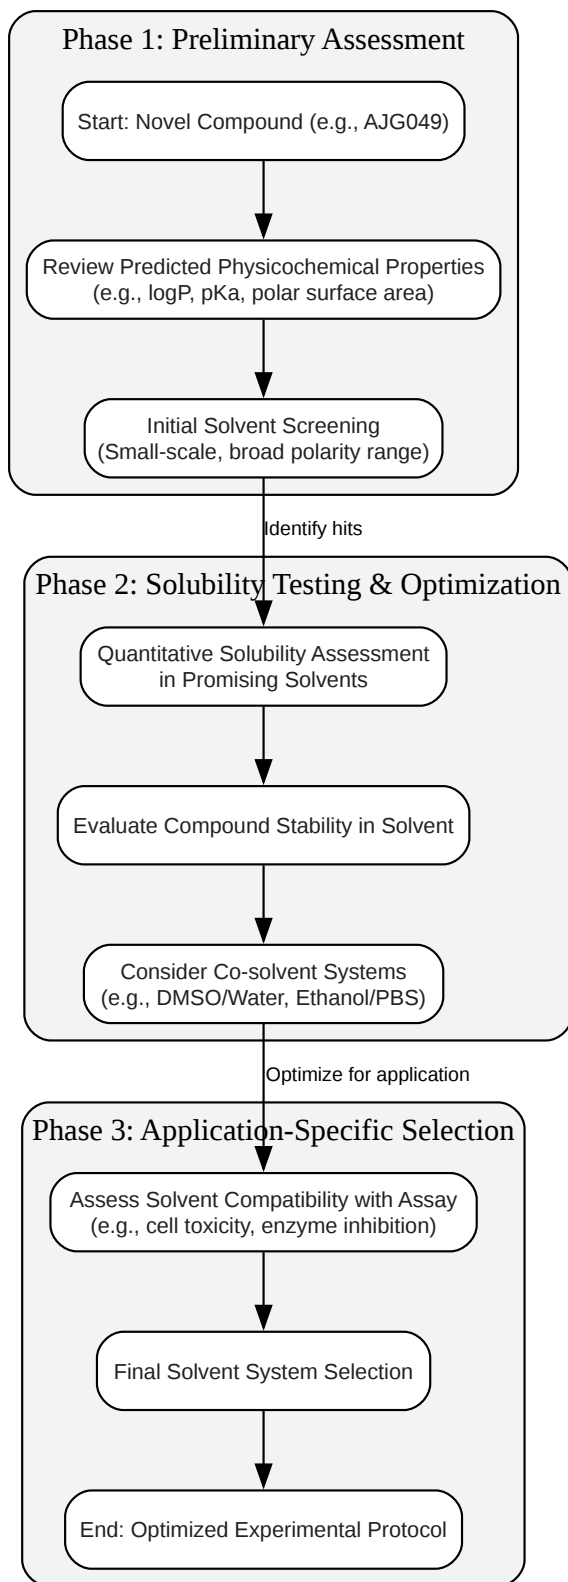 Phase 1: Preliminary Assessment
Start: Novel Compound (e.g., AJG049)
Review Predicted Physicochemical Properties
(e.g., logP, pKa, polar surface area)
Initial Solvent Screening
(Small-scale, broad polarity range)
Identify hits
Phase 2: Solubility Testing & Optimization
Quantitative Solubility Assessment
in Promising Solvents
Evaluate Compound Stability in Solvent
Consider Co-solvent Systems
(e.g., DMSO/Water, Ethanol/PBS)
Optimize for application
Phase 3: Application-Specific Selection
Assess Solvent Compatibility with Assay
(e.g., cell toxicity, enzyme inhibition)
Final Solvent System Selection
End: Optimized Experimental Protocol